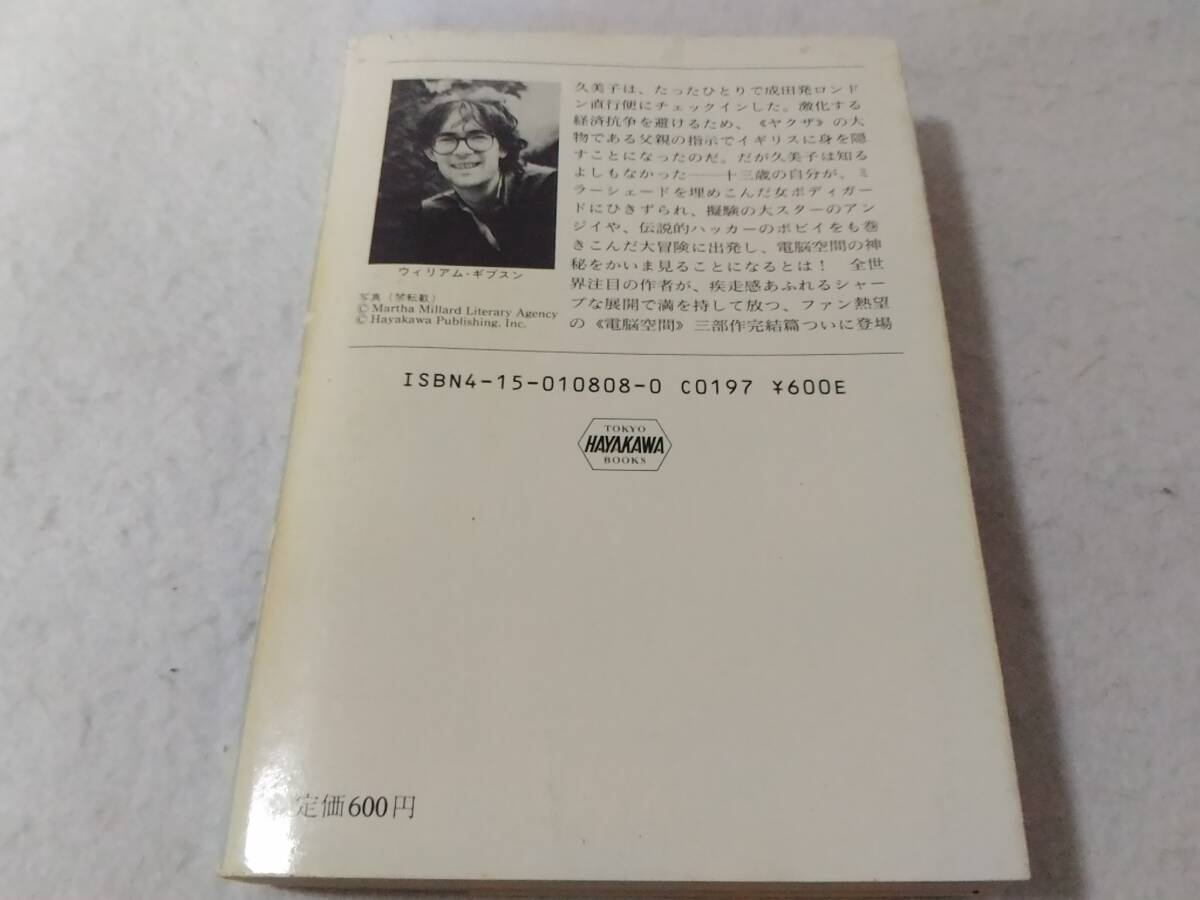 久美子は、たったひとりで成田発ロンド
ン直行便にチェックインした。激化する
経済抗争を避けるため、《ヤクザ》の大
物である父親の指示でイギリスに身を隠
すことになったのだ。だが久美子は知る
よしもなかった――十三歳の自分が、ミ
ラーシェードを埋めこんだ女ボディガー
ドにひきずられ、擬験の大スターのアン
ジイや、伝説的ハッカーのボビイをも巻
きこんだ大冒険に出発し、電脳空間の神
秘をかいま見ることになるとは！　全世
界注目の作者が、疾走感あふれるシャー
プな展開で満を持して放つ、ファン熱望
の《電脳空間》三部作完結篇ついに登場
ウィリアム・ギブスン
写真（禁転載）
© Martha Millard Literary Agency
© Hayakawa Publishing, Inc.
ISBN4-15-010808-0 C0197 ¥600E
TOKYO
HAYAKAWA
BOOKS
定価600円